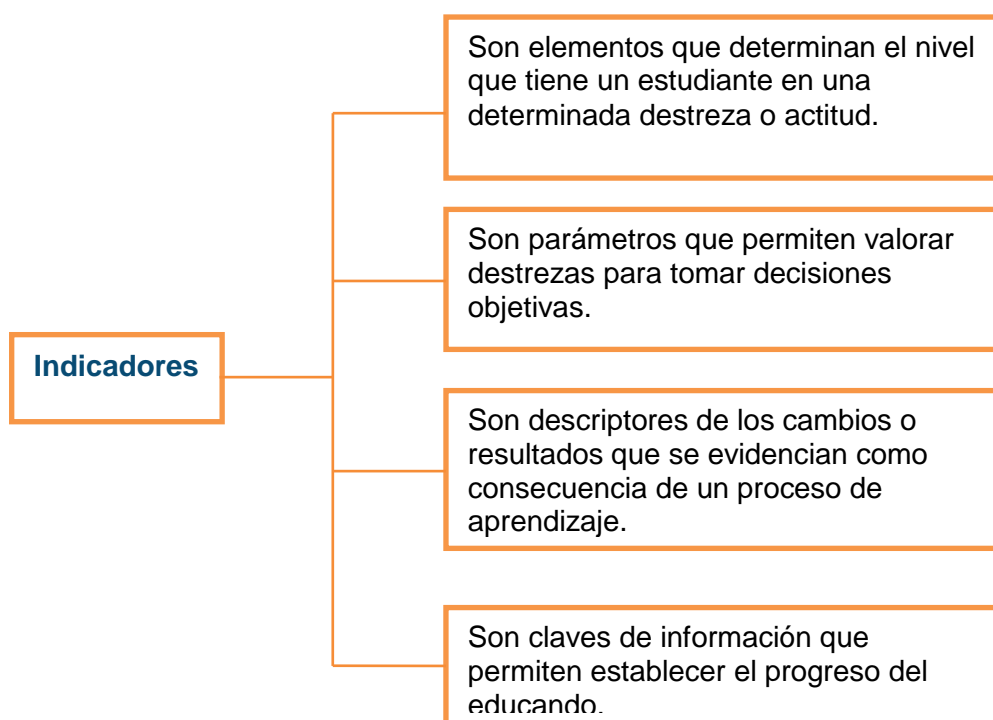 Son elementos que determinan el nivel
que tiene un estudiante en una
determinada destreza o actitud.
Son parámetros que permiten valorar
destrezas para tomar decisiones
objetivas.
Indicadores
Son descriptores de los cambios o
resultados que se evidencian como
consecuencia de un proceso de
aprendizaje.
Son claves de información que
permiten establecer el progreso del
educando.